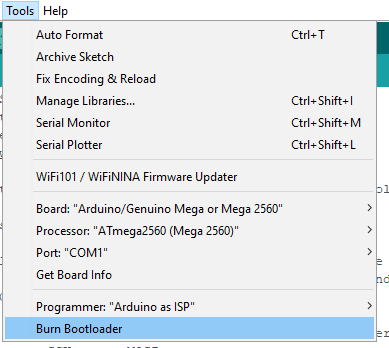 Tools Help
Auto Format Ctrl+T
Archive Sketch
Fix Encoding & Reload
Manage Libraries... Ctrl+Shift+I
Serial Monitor Ctrl+Shift+M
Serial Plotter Ctrl+Shift+L
WiFi101 / WiFiNINA Firmware Updater
Board: "Arduino/Genuino Mega or Mega 2560"
Processor: "ATmega2560 (Mega 2560)"
Port: "COM1"
Get Board Info
Programmer: "Arduino as ISP"
Burn Bootloader